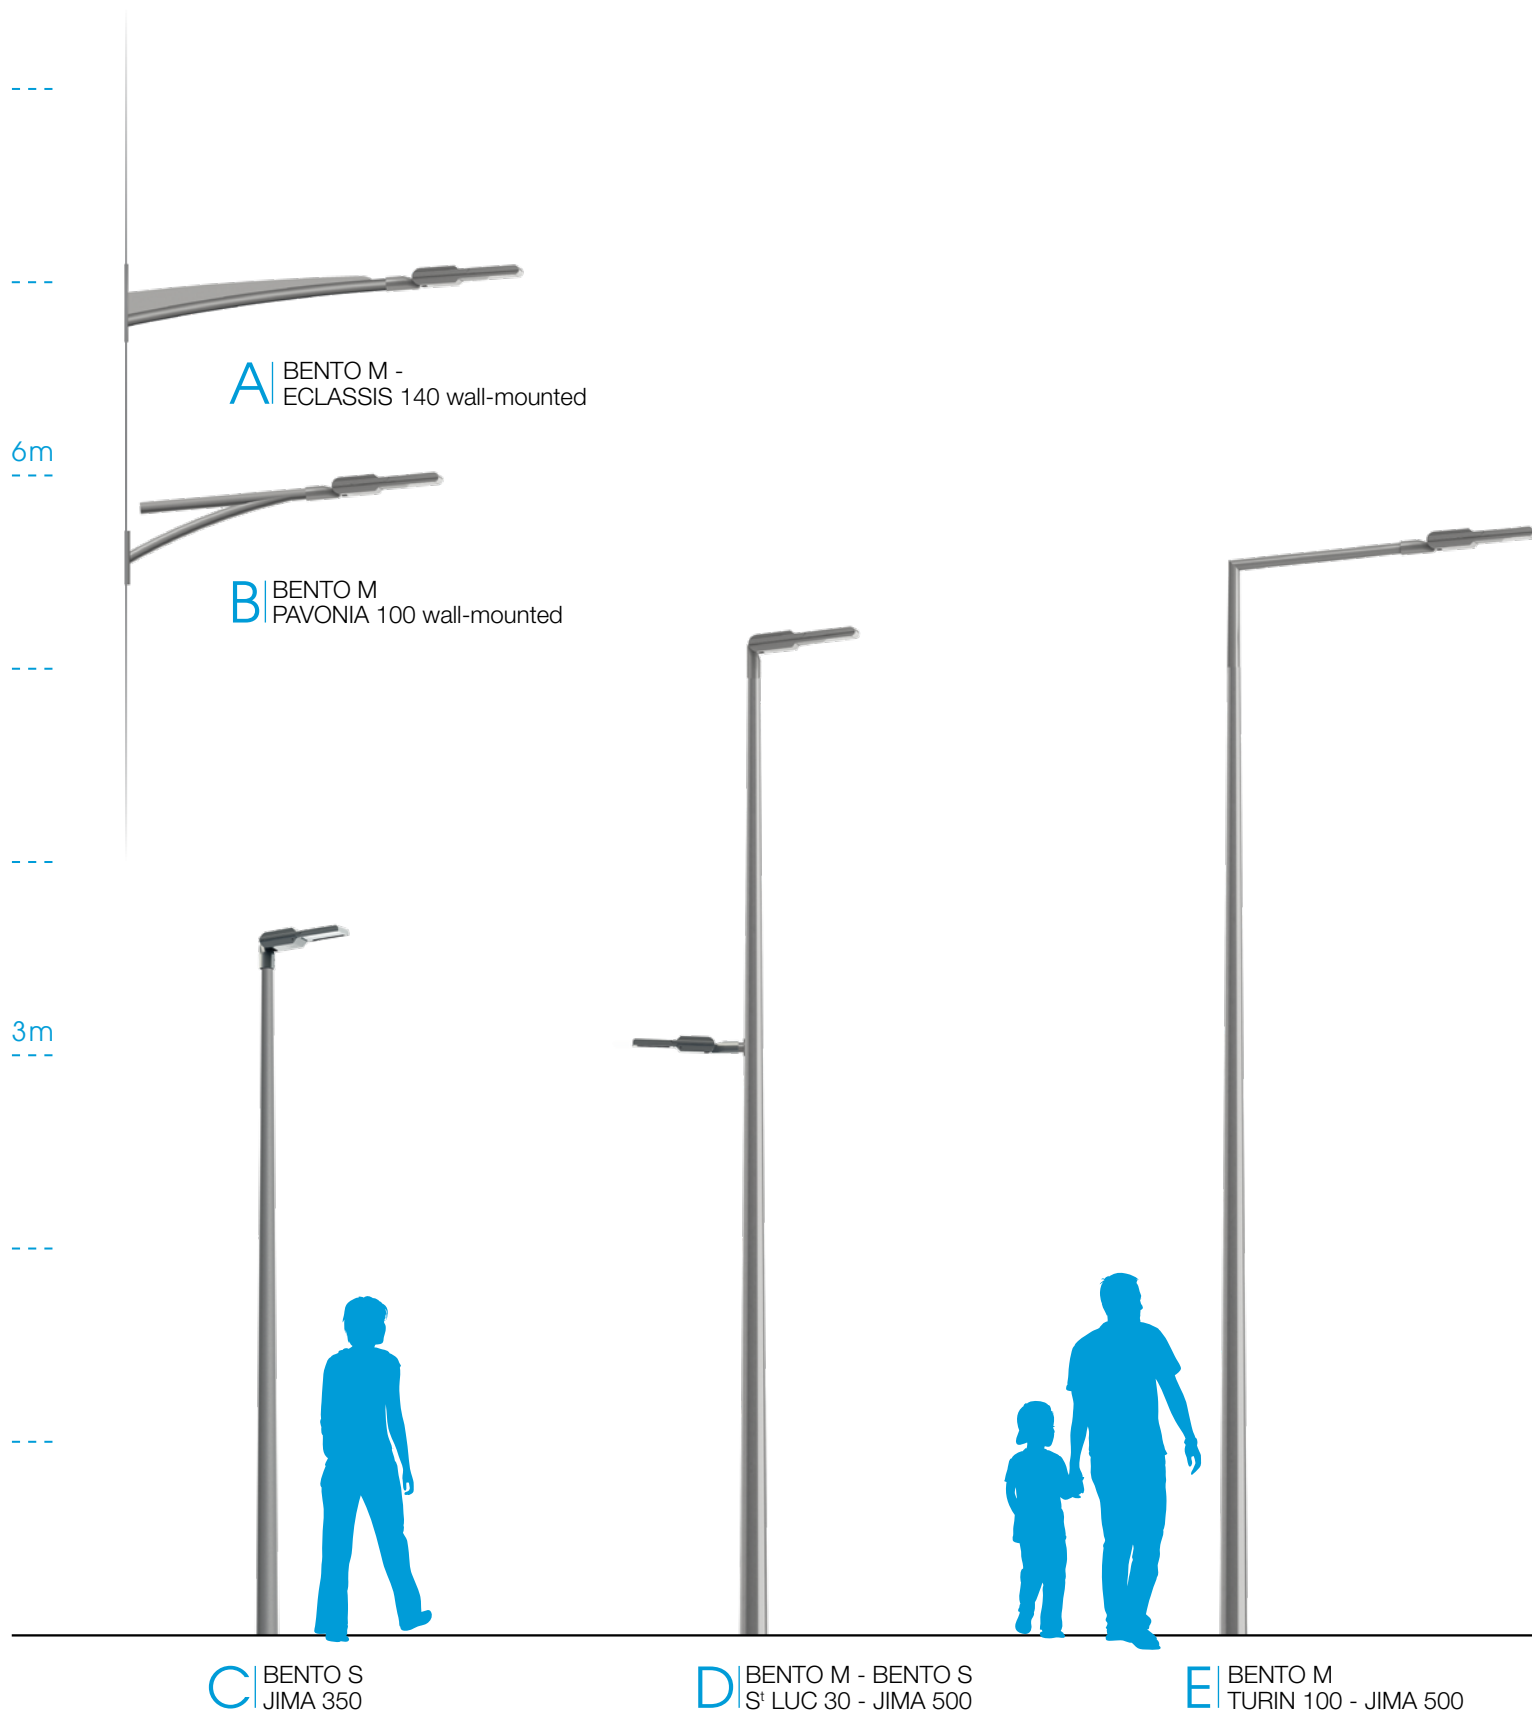 A BENTO M -
ECLASSIS 140 wall-mounted
6m
B BENTO M
PAVONIA 100 wall-mounted
3m
C BENTO S
JIMA 350
D BENTO M - BENTO S
St LUC 30 - JIMA 500
E BENTO M
TURIN 100 - JIMA 500